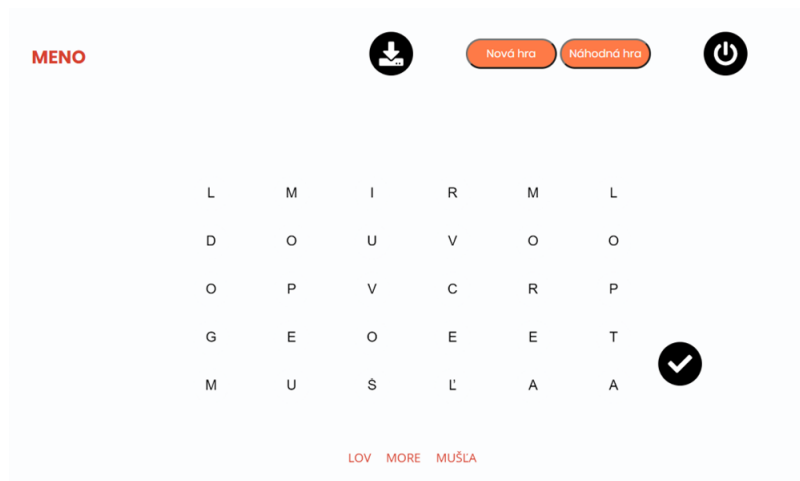 MENO Nová hra Náhodná hra
L M I R M L
D O U V O O
O P V C R P
G E O E E T
M U Š Ľ A A
LOV MORE MUŠĽA